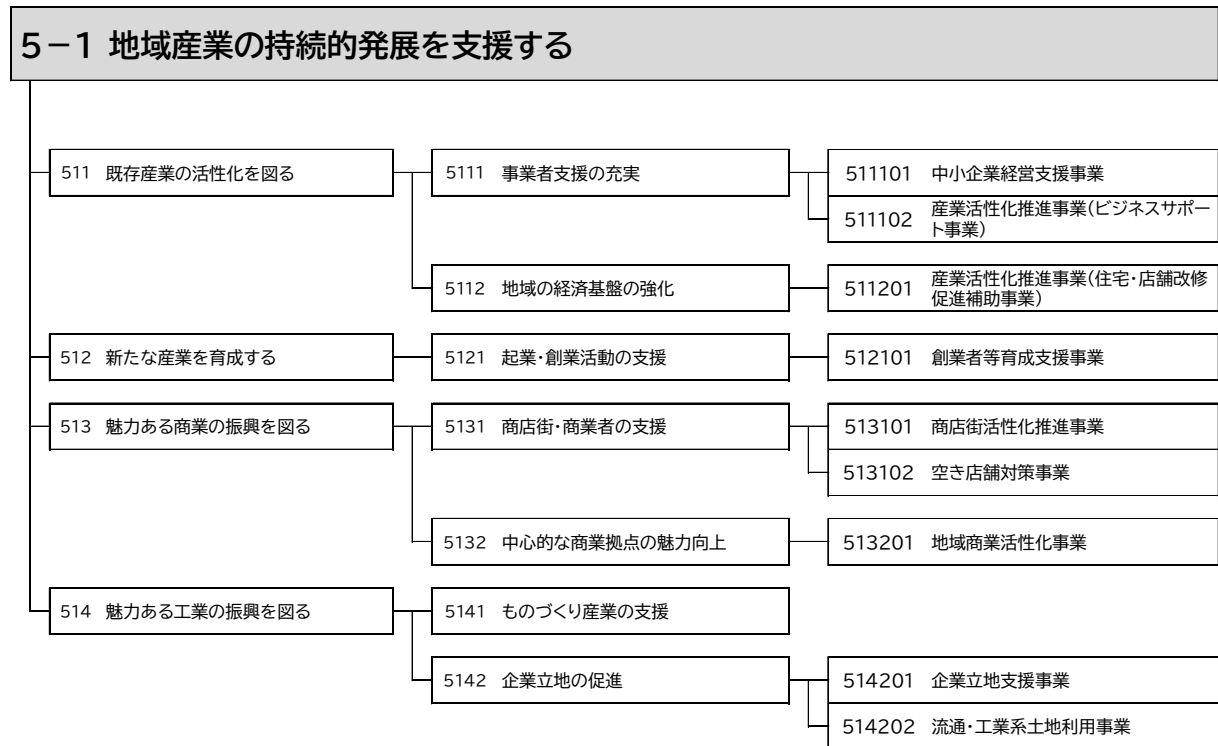 5−1 地域産業の持続的発展を支援する
511 既存産業の活性化を図る
5111 事業者支援の充実
511101 中小企業経営支援事業
511102 産業活性化推進事業(ビジネスサポー
ト事業)
5112 地域の経済基盤の強化
511201 産業活性化推進事業(住宅・店舗改修
促進補助事業)
512 新たな産業を育成する
5121 起業・創業活動の支援
512101 創業者等育成支援事業
513 魅力ある商業の振興を図る
5131 商店街・商業者の支援
513101 商店街活性化推進事業
513102 空き店舗対策事業
5132 中心的な商業拠点の魅力向上
513201 地域商業活性化事業
514 魅力ある工業の振興を図る
5141 ものづくり産業の支援
5142 企業立地の促進
514201 企業立地支援事業
514202 流通・工業系土地利用事業